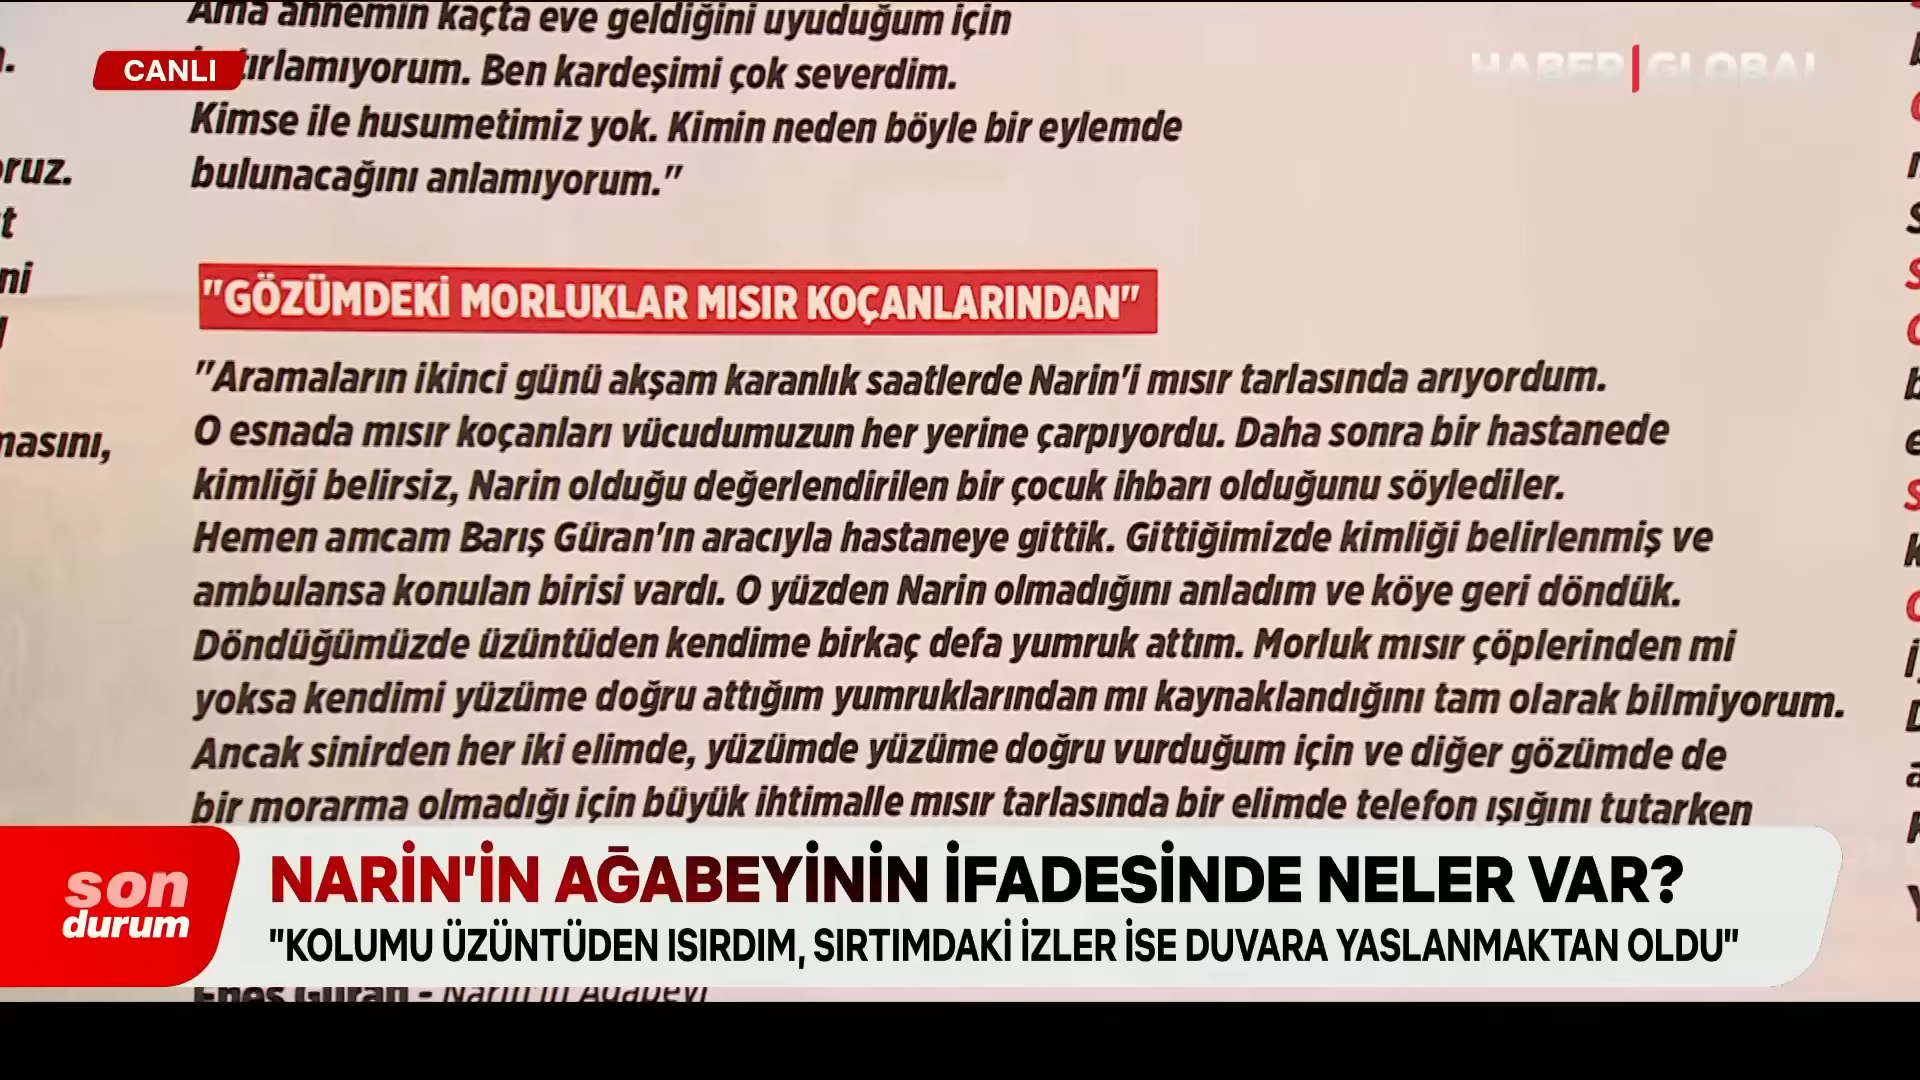 Ama annemin kaçta eve geldiğini uyuduğum için
CANLI
HABER GLOBAL
Ben kardeşimi çok severdim.
Kimse ile husumetimiz yok. Kimin neden böyle bir eylemde
bulunacağını anlamıyorum."
"GÖZÜMDEKİ MORLUKLAR MISIR KOÇANLARINDAN"
"Aramaların ikinci günü akşam karanlık saatlerde Narin'i mısır tarlasında arıyordum.
O esnada mısır koçanları vücudumuzun her yerine çarpıyordu. Daha sonra bir hastanede
kimliği belirsiz, Narin olduğu değerlendirilen bir çocuk ihbarı olduğunu söylediler.
Hemen amcam Barış Güran'ın aracıyla hastaneye gittik. Gittiğimizde kimliği belirlenmiş ve
ambulansa konulan birisi vardı. O yüzden Narin olmadığını anladım ve köye geri döndük.
Döndüğümüzde üzüntüden kendime birkaç defa yumruk attım. Morluk mısır çöplerinden mi
yoksa kendimi yüzüme doğru attığım yumruklarından mı kaynaklandığını tam olarak bilmiyorum.
Ancak sinirden her iki elimde, yüzümde yüzüme doğru vurduğum için ve diğer gözümde de
bir morarma olmadığı için büyük ihtimalle mısır tarlasında bir elimde telefon ışığını tutarken
son durum
NARİN'İN AĞABEYİNİN İFADESİNDE NELER VAR?
"KOLUMU ÜZÜNTÜDEN ISIRDIM, SIRTIMDAKİ İZLER İSE DUVARA YASLANMAKTAN OLDU"
Enes Güran - Narin'in Ağabeyi